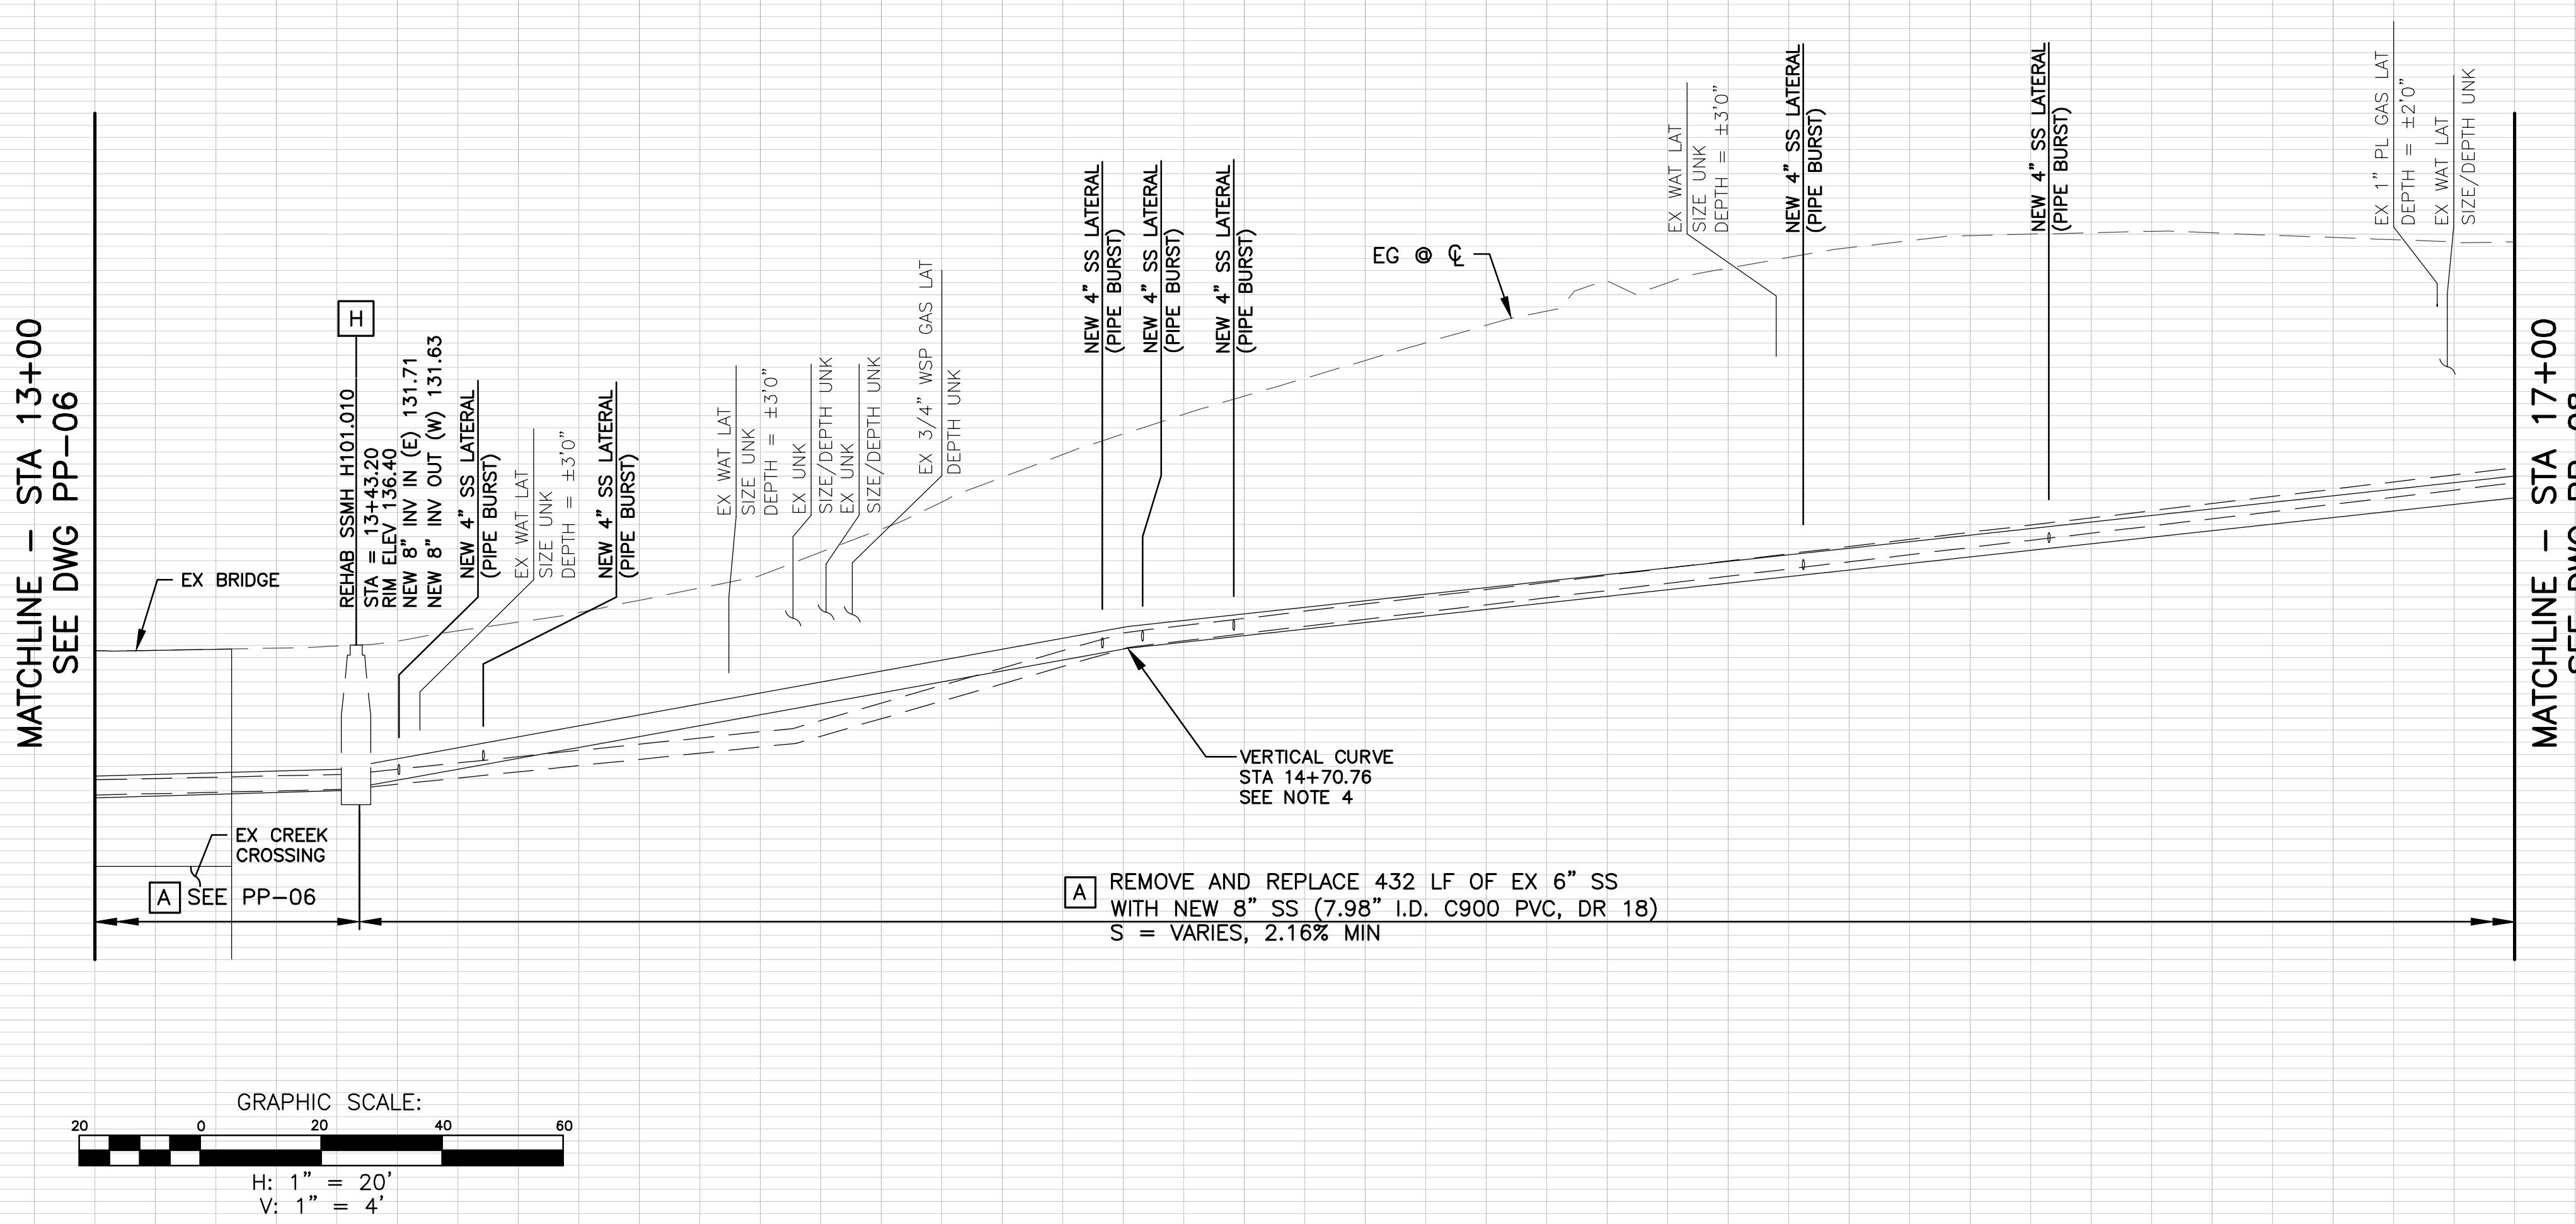 MATCHLINE – STA 13+00
SEE DWG PP-06
EX BRIDGE
H
REHAB SSMH H101.010
STA = 13+43.20
RIM ELEV 136.40
NEW 8" INV IN (E) 131.71
NEW 8" INV OUT (W) 131.63
NEW 4" SS LATERAL
(PIPE BURST)
EX WAT LAT
SIZE UNK
DEPTH = ±3'0"
NEW 4" SS LATERAL
(PIPE BURST)
EX WAT LAT
SIZE UNK
DEPTH = ±3'0"
EX UNK
SIZE/DEPTH UNK
EX UNK
SIZE/DEPTH UNK
EX 3/4" WSP GAS LAT
DEPTH UNK
NEW 4" SS LATERAL
(PIPE BURST)
NEW 4" SS LATERAL
(PIPE BURST)
NEW 4" SS LATERAL
(PIPE BURST)
EG @ ℄
EX WAT LAT
SIZE UNK
DEPTH = ±3'0"
NEW 4" SS LATERAL
(PIPE BURST)
NEW 4" SS LATERAL
(PIPE BURST)
EX 1" PL GAS LAT
DEPTH = ±2'0"
EX WAT LAT
SIZE/DEPTH UNK
MATCHLINE – STA 17+00
VERTICAL CURVE
STA 14+70.76
SEE NOTE 4
EX CREEK
CROSSING
A SEE PP-06
A REMOVE AND REPLACE 432 LF OF EX 6" SS
WITH NEW 8" SS (7.98" I.D. C900 PVC, DR 18)
S = VARIES, 2.16% MIN
GRAPHIC SCALE:
20 0 20 40 60
H: 1" = 20'
V: 1" = 4'